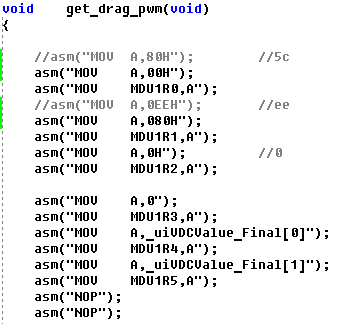 void get_drag_pwm(void)
{
//asm("MOV A,80H"); //5c
asm("MOV A,00H");
asm("MOV MDU1R0,A");
//asm("MOV A,0EEH"); //ee
asm("MOV A,080H");
asm("MOV MDU1R1,A");
asm("MOV A,0H"); //0
asm("MOV MDU1R2,A");
asm("MOV A,0");
asm("MOV MDU1R3,A");
asm("MOV A,_uiVDCValue_Final[0]");
asm("MOV MDU1R4,A");
asm("MOV A,_uiVDCValue_Final[1]");
asm("MOV MDU1R5,A");
asm("NOP");
asm("NOP");